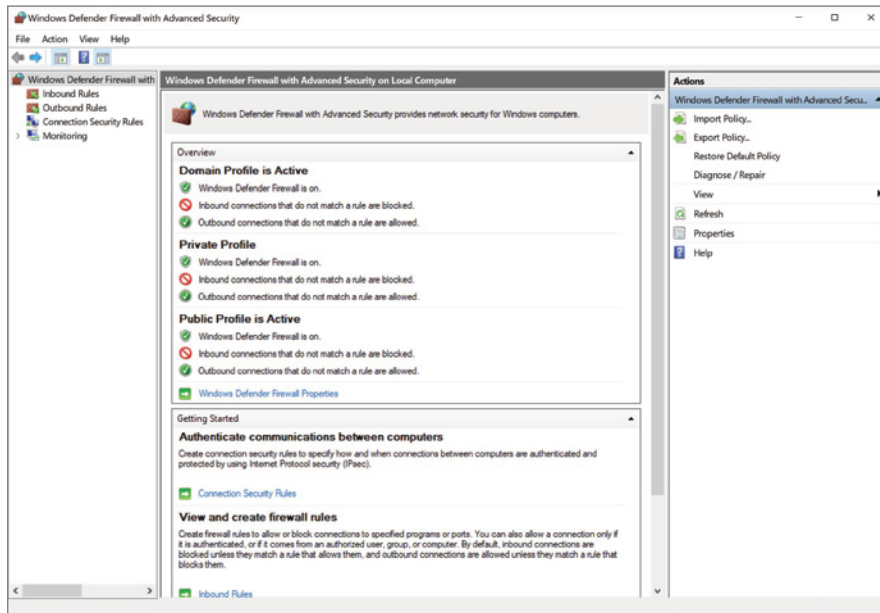 Windows Defender Firewall with Advanced Security
File Action View Help
Windows Defender Firewall with
Inbound Rules
Outbound Rules
Connection Security Rules
Monitoring
Windows Defender Firewall with Advanced Security on Local Computer
Windows Defender Firewall with Advanced Security provides network security for Windows computers.
Overview
Domain Profile is Active
Windows Defender Firewall is on.
Inbound connections that do not match a rule are blocked.
Outbound connections that do not match a rule are allowed.
Private Profile
Windows Defender Firewall is on.
Inbound connections that do not match a rule are blocked.
Outbound connections that do not match a rule are allowed.
Public Profile is Active
Windows Defender Firewall is on.
Inbound connections that do not match a rule are blocked.
Outbound connections that do not match a rule are allowed.
Windows Defender Firewall Properties
Getting Started
Authenticate communications between computers
Create connection security rules to specify how and when connections between computers are authenticated and
protected by using Internet Protocol security (IPsec).
Connection Security Rules
View and create firewall rules
Create firewall rules to allow or block connections to specified programs or ports. You can also allow a connection only if
it is authenticated, or if it comes from an authorized user, group, or computer. By default, inbound connections are
blocked unless they match a rule that allows them, and outbound connections are allowed unless they match a rule that
blocks them.
Inbound Rules
Actions
Windows Defender Firewall with Advanced Secu...
Import Policy...
Export Policy...
Restore Default Policy
Diagnose / Repair
View
Refresh
Properties
Help